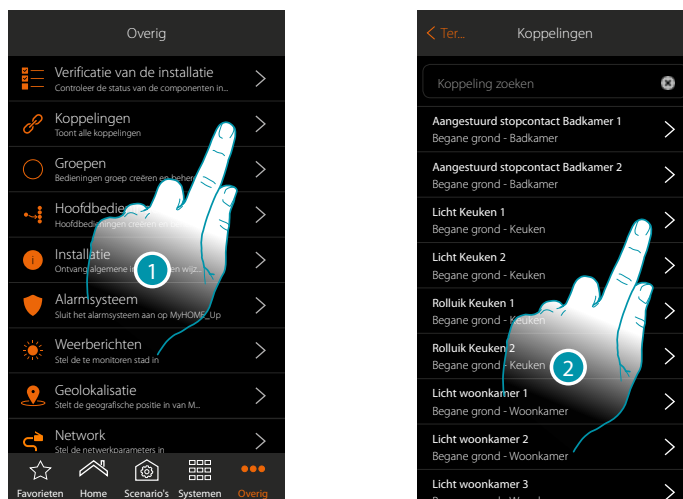 Overig
Verificatie van de installatie
Controleer de status van de componenten in...
Koppelingen
Toont alle koppelingen
Groepen
Bedieningen groep creëren en
Hoofdbedie
Installatie
Ontvang algemene
en wijz...
Alarmsysteem
Sluit het alarmsysteem aan op MyHOME_Up
Weerberichten
Stel de te monitoren stad in
Geolokalisatie
Stelt de geografische positie in van M...
Network
Stel de netwerkparameters in
Favorieten
Home
Scenario's
Systemen
Overig
1
Ter...
Koppelingen
Koppeling zoeken
Aangestuurd stopcontact Badkamer 1
Begane grond - Badkamer
Aangestuurd stopcontact Badkamer 2
Begane grond - Badkamer
Licht Keuken 1
Begane grond - Keuken
Licht Keuken 2
Begane grond - Keuken
Rolluik Keuken 1
Begane grond - Keuken
Rolluik Keuken 2
Begane grond - Keuken
Licht woonkamer 1
Begane grond - Woonkamer
Licht woonkamer 2
Begane grond - Woonkamer
Licht woonkamer 3
2